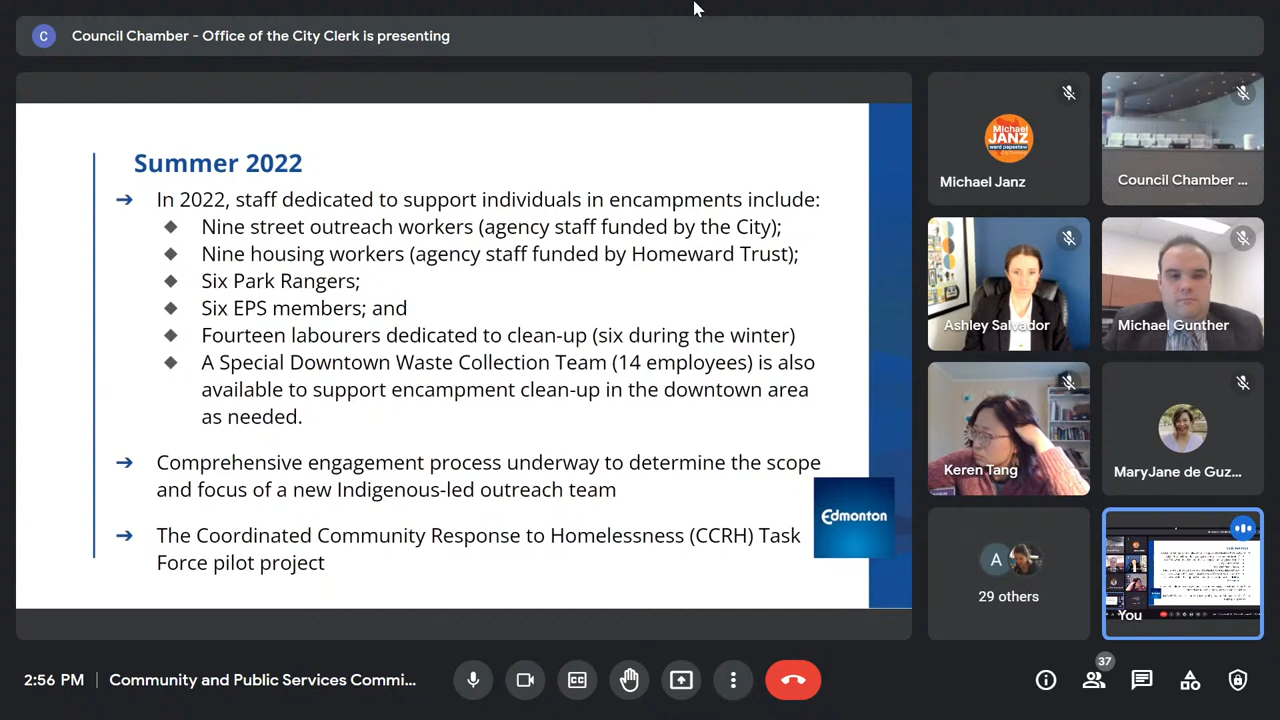 C
Council Chamber - Office of the City Clerk is presenting
Summer 2022
In 2022, staff dedicated to support individuals in encampments include:
Nine street outreach workers (agency staff funded by the City);
Nine housing workers (agency staff funded by Homeward Trust);
Six Park Rangers;
Six EPS members; and
Fourteen labourers dedicated to clean-up (six during the winter)
A Special Downtown Waste Collection Team (14 employees) is also
available to support encampment clean-up in the downtown area
as needed.
Comprehensive engagement process underway to determine the scope
and focus of a new Indigenous-led outreach team
The Coordinated Community Response to Homelessness (CCRH) Task
Force pilot project
Edmonton
Michael
JANZ
ward papastew
Michael Janz
Council Chamber ...
Ashley Salvador
Michael Gunther
Keren Tang
MaryJane de Guz...
A
29 others
You
2:56 PM
Community and Public Services Commi...
CC
37